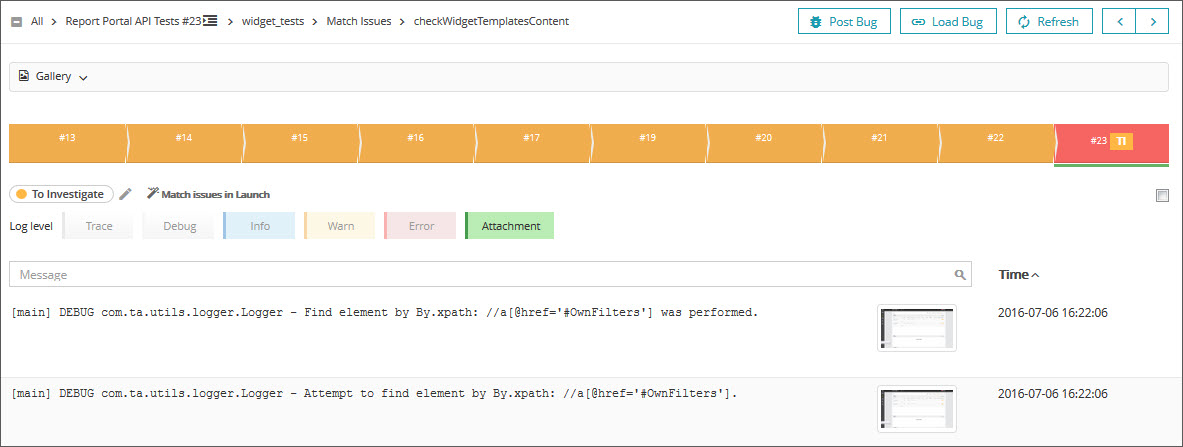 All > Report Portal API Tests #23 > widget_tests > Match Issues > checkWidgetTemplatesContent
Post Bug Load Bug Refresh < >
Gallery
#13 #14 #15 #16 #17 #19 #20 #21 #22 #23 TI
To Investigate Match issues in Launch
Log level Trace Debug Info Warn Error Attachment
Message Time
[main] DEBUG com.ta.utils.logger.Logger - Find element by By.xpath: //a[@href='#OwnFilters'] was performed. 2016-07-06 16:22:06
[main] DEBUG com.ta.utils.logger.Logger - Attempt to find element by By.xpath: //a[@href='#OwnFilters']. 2016-07-06 16:22:06